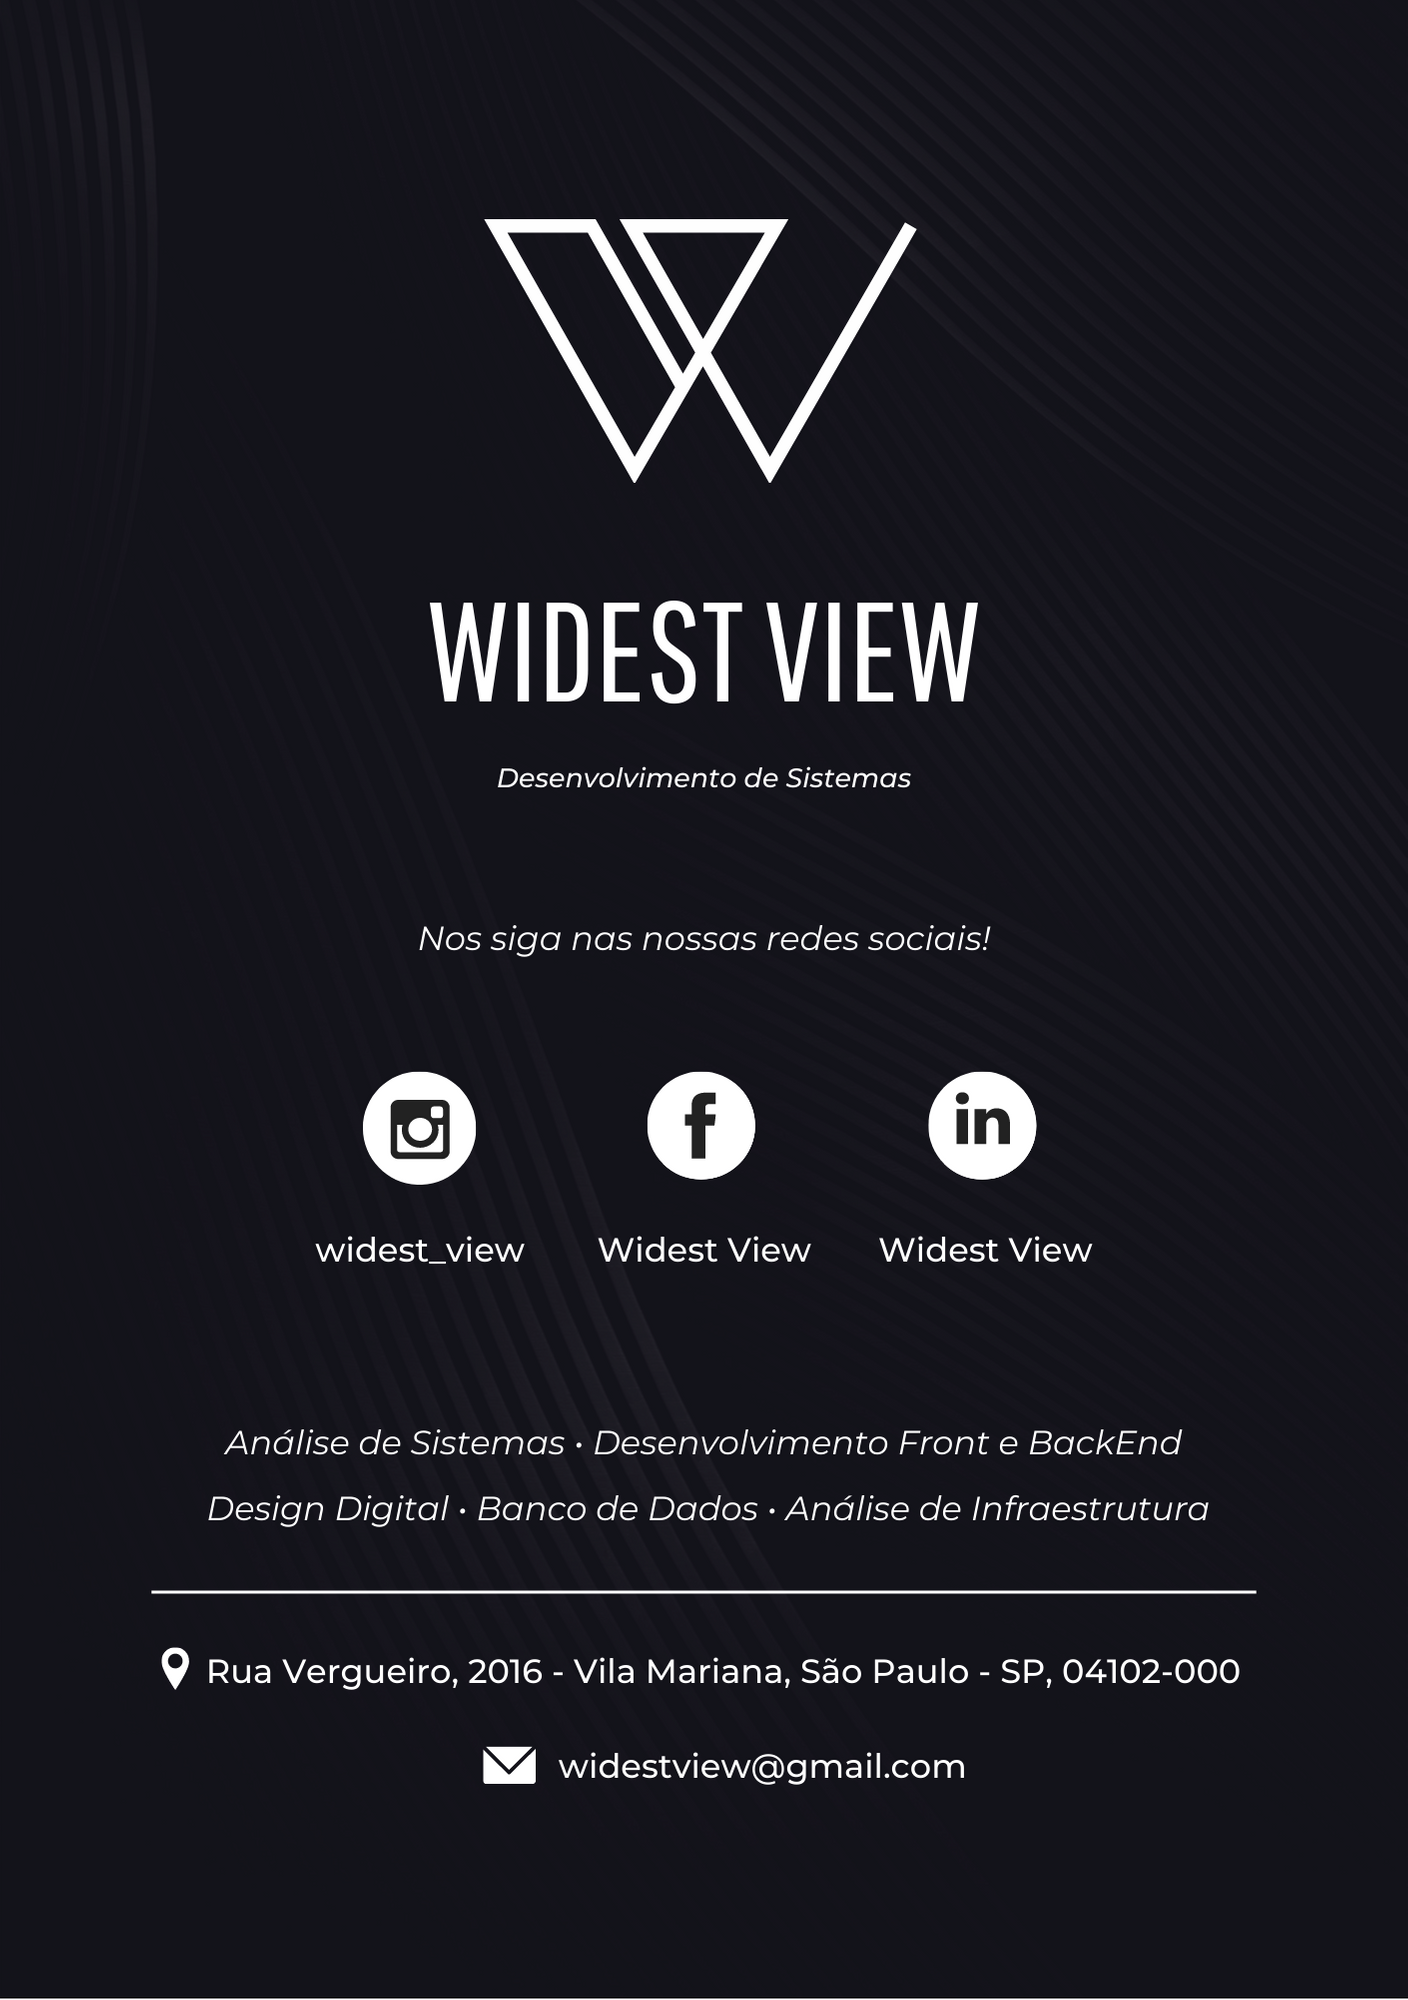 WIDEST VIEW
Desenvolvimento de Sistemas
Nos siga nas nossas redes sociais!
widest_view
Widest View
Widest View
Análise de Sistemas • Desenvolvimento Front e BackEnd
Design Digital • Banco de Dados • Análise de Infraestrutura
Rua Vergueiro, 2016 - Vila Mariana, São Paulo - SP, 04102-000
widestview@gmail.com